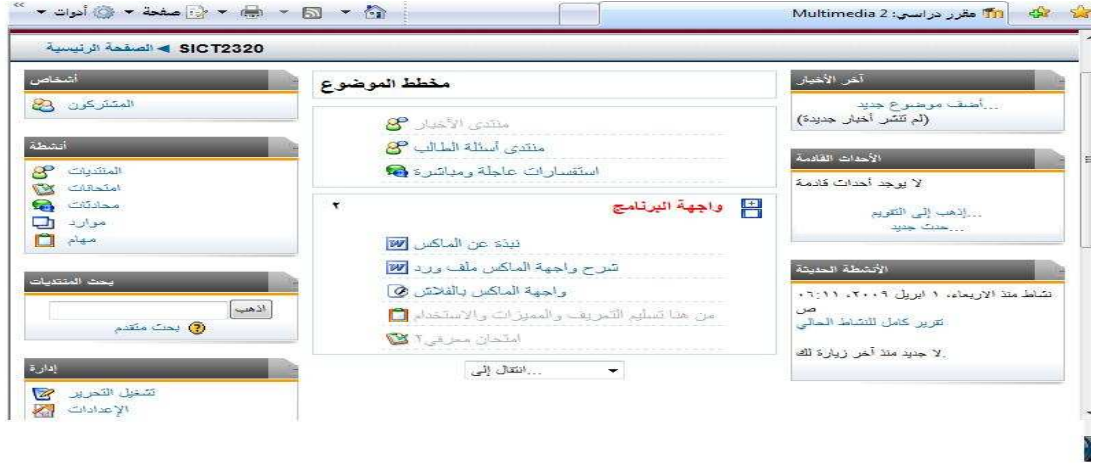 مقرر دراسي: Multimedia 2
صفحة
أدوات
SICT2320 ◄ الصفحة الرئيسية
آخر الأخبار
أضف موضوع جديد...
(لم تنشر أخبار جديدة)
الأحداث القادمة
لا يوجد أحداث قادمة
إذهب إلى التقويم...
حدث جديد...
الأنشطة الحديثة
نشاط منذ الاربعاء، ١ ابريل ٢٠٠٩، ٠٦:١١
ص
تقرير كامل للنشاط الحالي
لا جديد منذ آخر زيارة لك.
مخطط الموضوع
منتدى الأخبار
منتدى أسئلة الطالب
استفسارات عاجلة ومباشرة
واجهة البرنامج
٢
نبذة عن الماكس
شرح واجهة الماكس ملف ورد
واجهة الماكس بالفلاش
من هنا تسليم التعريف والمميزات والاستخدام
امتحان معرفي٢
انتقال إلى...
أشخاص
المشتركون
أنشطة
المنتديات
امتحانات
محادثات
موارد
مهام
بحث المنتديات
اذهب
بحث متقدم
إدارة
تشغيل التحرير
الإعدادات